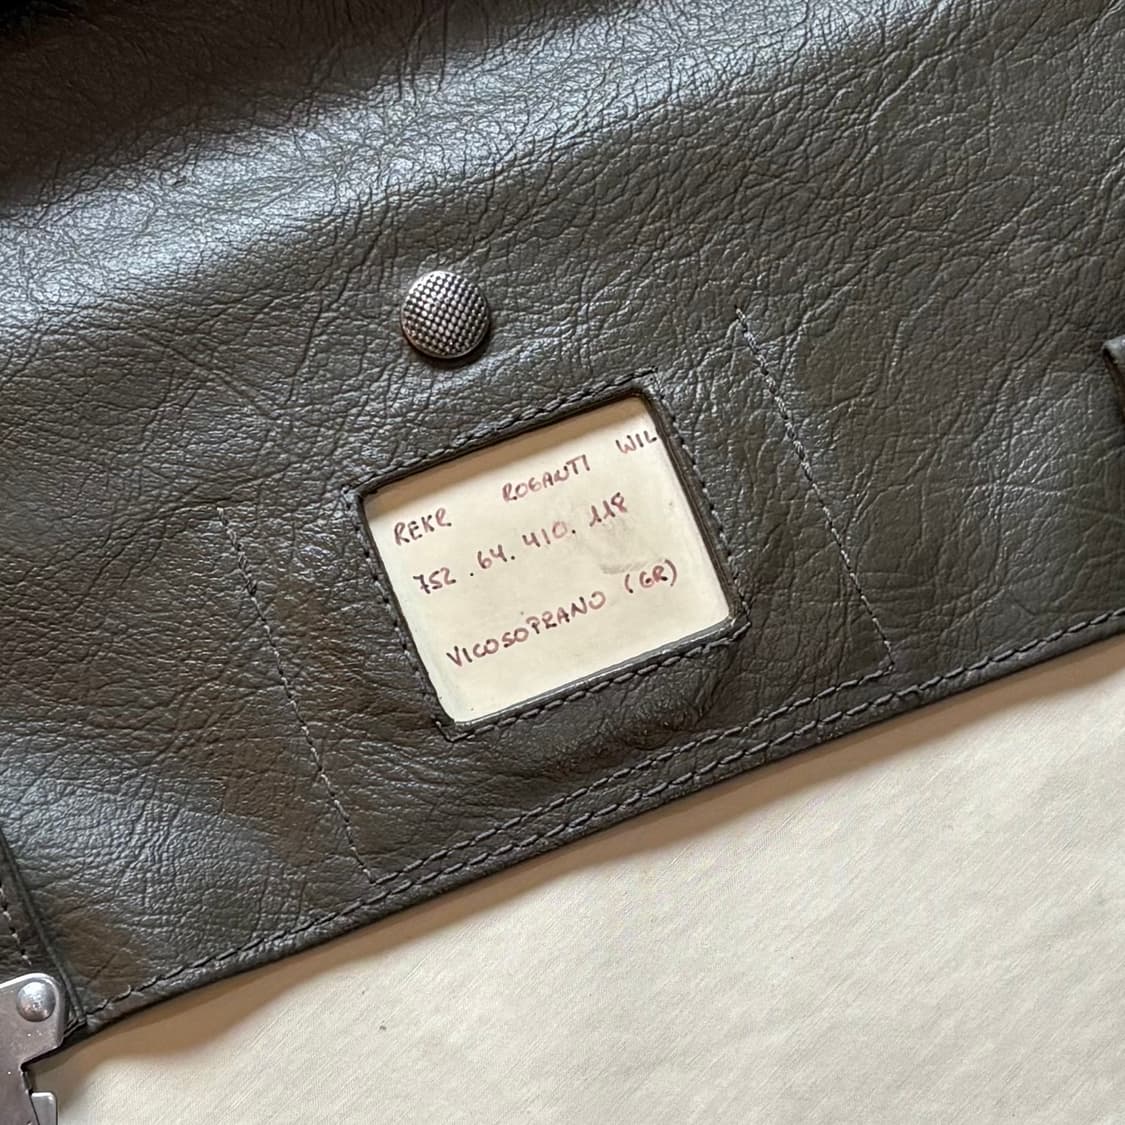 REKR ROGANTI WIL
752.64.410.118
VICOSOPRANO (GR)